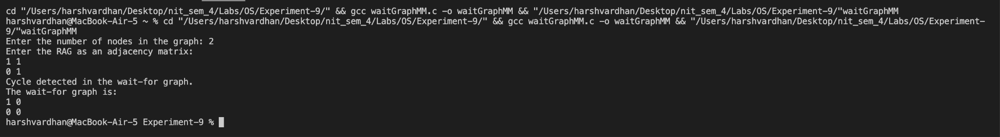 cd "/Users/harshvardhan/Desktop/nit_sem_4/Labs/OS/Experiment-9/" && gcc waitGraphMM.c -o waitGraphMM && "/Users/harshvardhan/Desktop/nit_sem_4/Labs/OS/Experiment-9/"waitGraphMM
harshvardhan@MacBook-Air-5 ~ % cd "/Users/harshvardhan/Desktop/nit_sem_4/Labs/OS/Experiment-9/" && gcc waitGraphMM.c -o waitGraphMM && "/Users/harshvardhan/Desktop/nit_sem_4/Labs/OS/Experiment-
9/"waitGraphMM
Enter the number of nodes in the graph: 2
Enter the RAG as an adjacency matrix:
1 1
0 1
Cycle detected in the wait-for graph.
The wait-for graph is:
1 0
0 0
harshvardhan@MacBook-Air-5 Experiment-9 %